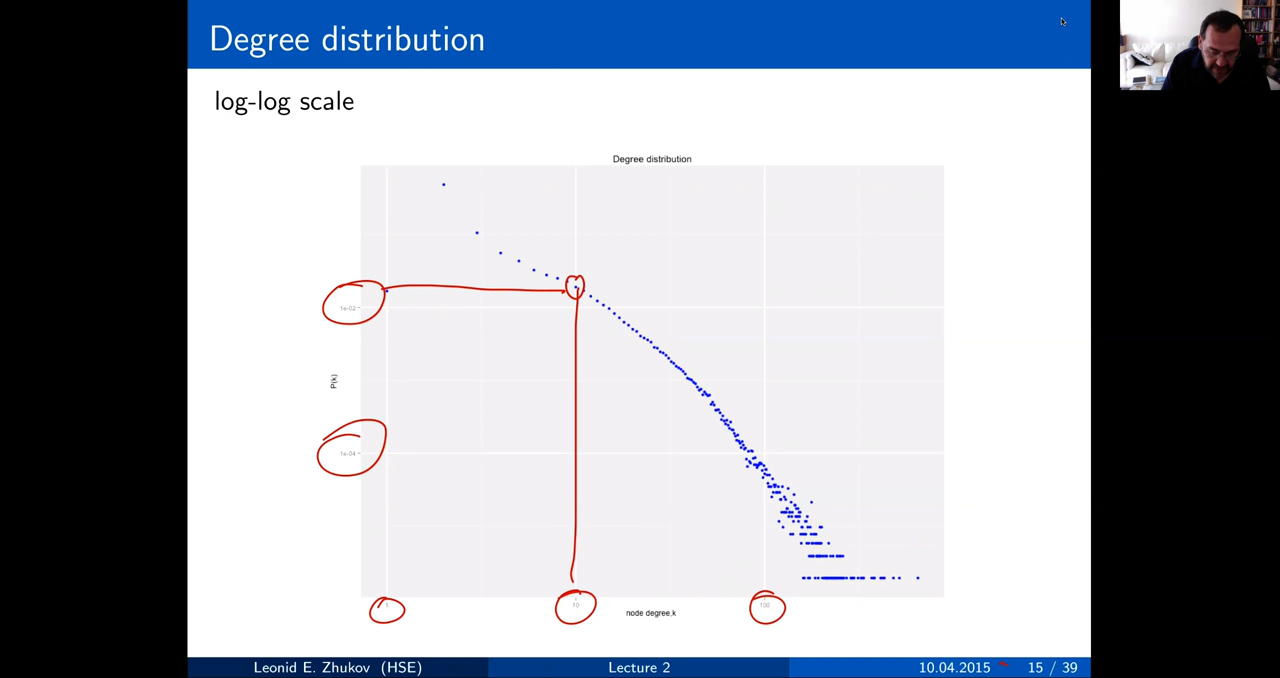 Degree distribution
log-log scale
Degree distribution
1e-02
P(k)
1e-04
1
10
100
node degree,k
Leonid E. Zhukov (HSE)
Lecture 2
10.04.2015
15 / 39